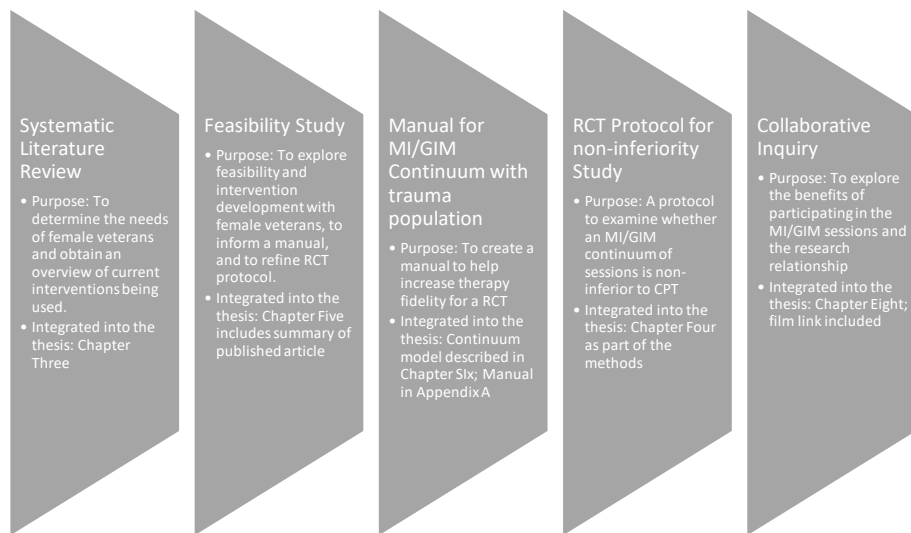 Systematic
Literature
Review
• Purpose: To
determine the needs
of female veterans
and obtain an
overview of current
interventions being
used.
• Integrated into the
thesis: Chapter
Three
Feasibility Study
• Purpose: To explore
feasibility and
intervention
development with
female veterans, to
inform a manual,
and to refine RCT
protocol.
• Integrated into the
thesis: Chapter Five
includes summary of
published article
Manual for
MI/GIM
Continuum with
trauma
population
• Purpose: To create a
manual to help
increase therapy
fidelity for a RCT
• Integrated into the
thesis: Continuum
model described in
Chapter SIx; Manual
in Appendix A
RCT Protocol for
non-inferiority
Study
• Purpose: A protocol
to examine whether
an MI/GIM
continuum of
sessions is non-
inferior to CPT
• Integrated into the
thesis: Chapter Four
as part of the
methods
Collaborative
Inquiry
• Purpose: To explore
the benefits of
participating in the
MI/GIM sessions and
the research
relationship
• Integrated into the
thesis: Chapter Eight;
film link included